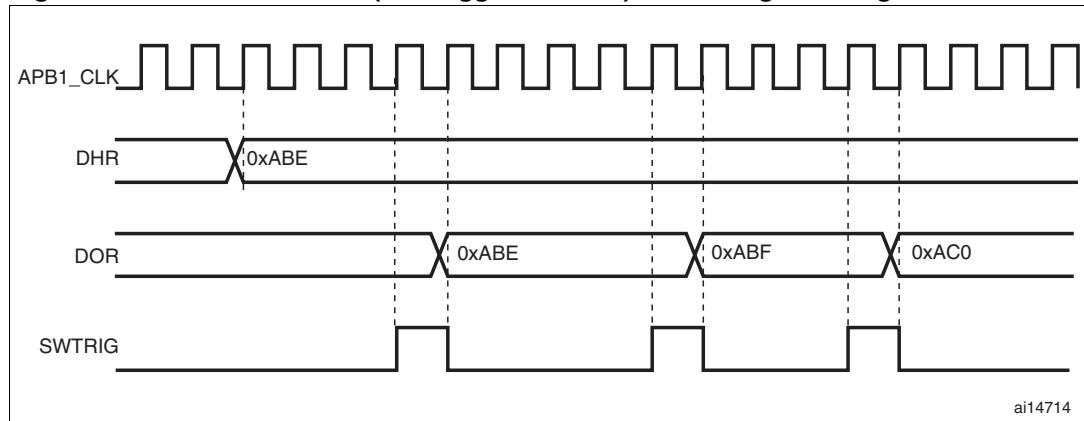 APB1_CLK
DHR
0xABE
DOR
0xABE
0xABF
0xAC0
SWTRIG
ai14714